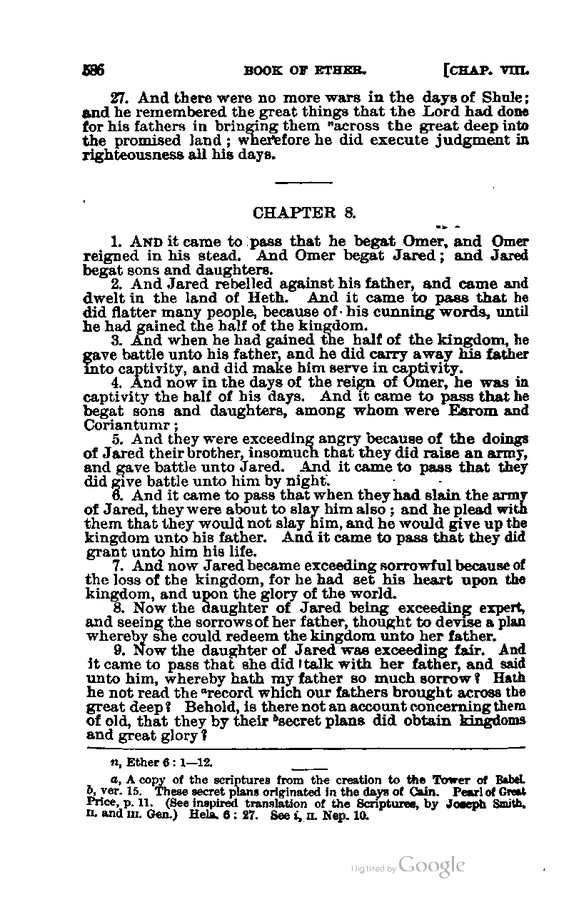 586 BOOK OF ETHER. [CHAP. VIII.
27. And there were no more wars in the days of Shule;
and he remembered the great things that the Lord had done
for his fathers in bringing them ⁿacross the great deep into
the promised land; wherefore he did execute judgment in
righteousness all his days.
CHAPTER 8.
1. AND it came to pass that he begat Omer, and Omer
reigned in his stead. And Omer begat Jared; and Jared
begat sons and daughters.
2. And Jared rebelled against his father, and came and
dwelt in the land of Heth. And it came to pass that he
did flatter many people, because of his cunning words, until
he had gained the half of the kingdom.
3. And when he had gained the half of the kingdom, he
gave battle unto his father, and he did carry away his father
into captivity, and did make him serve in captivity.
4. And now in the days of the reign of Omer, he was in
captivity the half of his days. And it came to pass that he
begat sons and daughters, among whom were Esrom and
Coriantumr;
5. And they were exceeding angry because of the doings
of Jared their brother, insomuch that they did raise an army,
and gave battle unto Jared. And it came to pass that they
did give battle unto him by night.
6. And it came to pass that when they had slain the army
of Jared, they were about to slay him also; and he plead with
them that they would not slay him, and he would give up the
kingdom unto his father. And it came to pass that they did
grant unto him his life.
7. And now Jared became exceeding sorrowful because of
the loss of the kingdom, for he had set his heart upon the
kingdom, and upon the glory of the world.
8. Now the daughter of Jared being exceeding expert,
and seeing the sorrows of her father, thought to devise a plan
whereby she could redeem the kingdom unto her father.
9. Now the daughter of Jared was exceeding fair. And
it came to pass that she did talk with her father, and said
unto him, whereby hath my father so much sorrow? Hath
he not read the ᵃrecord which our fathers brought across the
great deep? Behold, is there not an account concerning them
of old, that they by their ᵇsecret plans did obtain kingdoms
and great glory?
n, Ether 6: 1—12.
a, A copy of the scriptures from the creation to the Tower of Babel.
b, ver. 15. These secret plans originated in the days of Cain. Pearl of Great
Price, p. 11. (See inspired translation of the Scriptures, by Joseph Smith,
II. and III. Gen.) Hela. 6: 27. See i, II. Nep. 10.
Digitized by Google